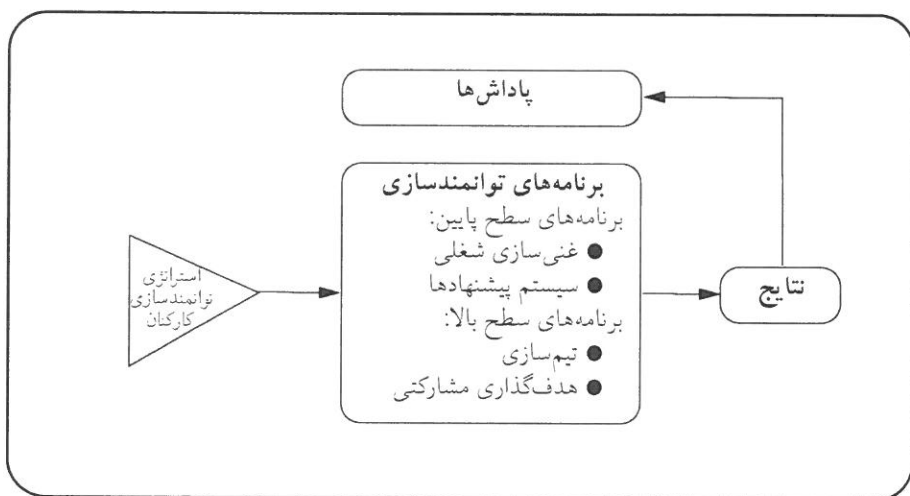 پاداش‌ها
برنامه‌های توانمندسازی
برنامه‌های سطح پایین:
● غنی‌سازی شغلی
● سیستم پیشنهادها
برنامه‌های سطح بالا:
● تیم‌سازی
● هدف‌گذاری مشارکتی
استراتژی
توانمندسازی
کارکنان
نتایج